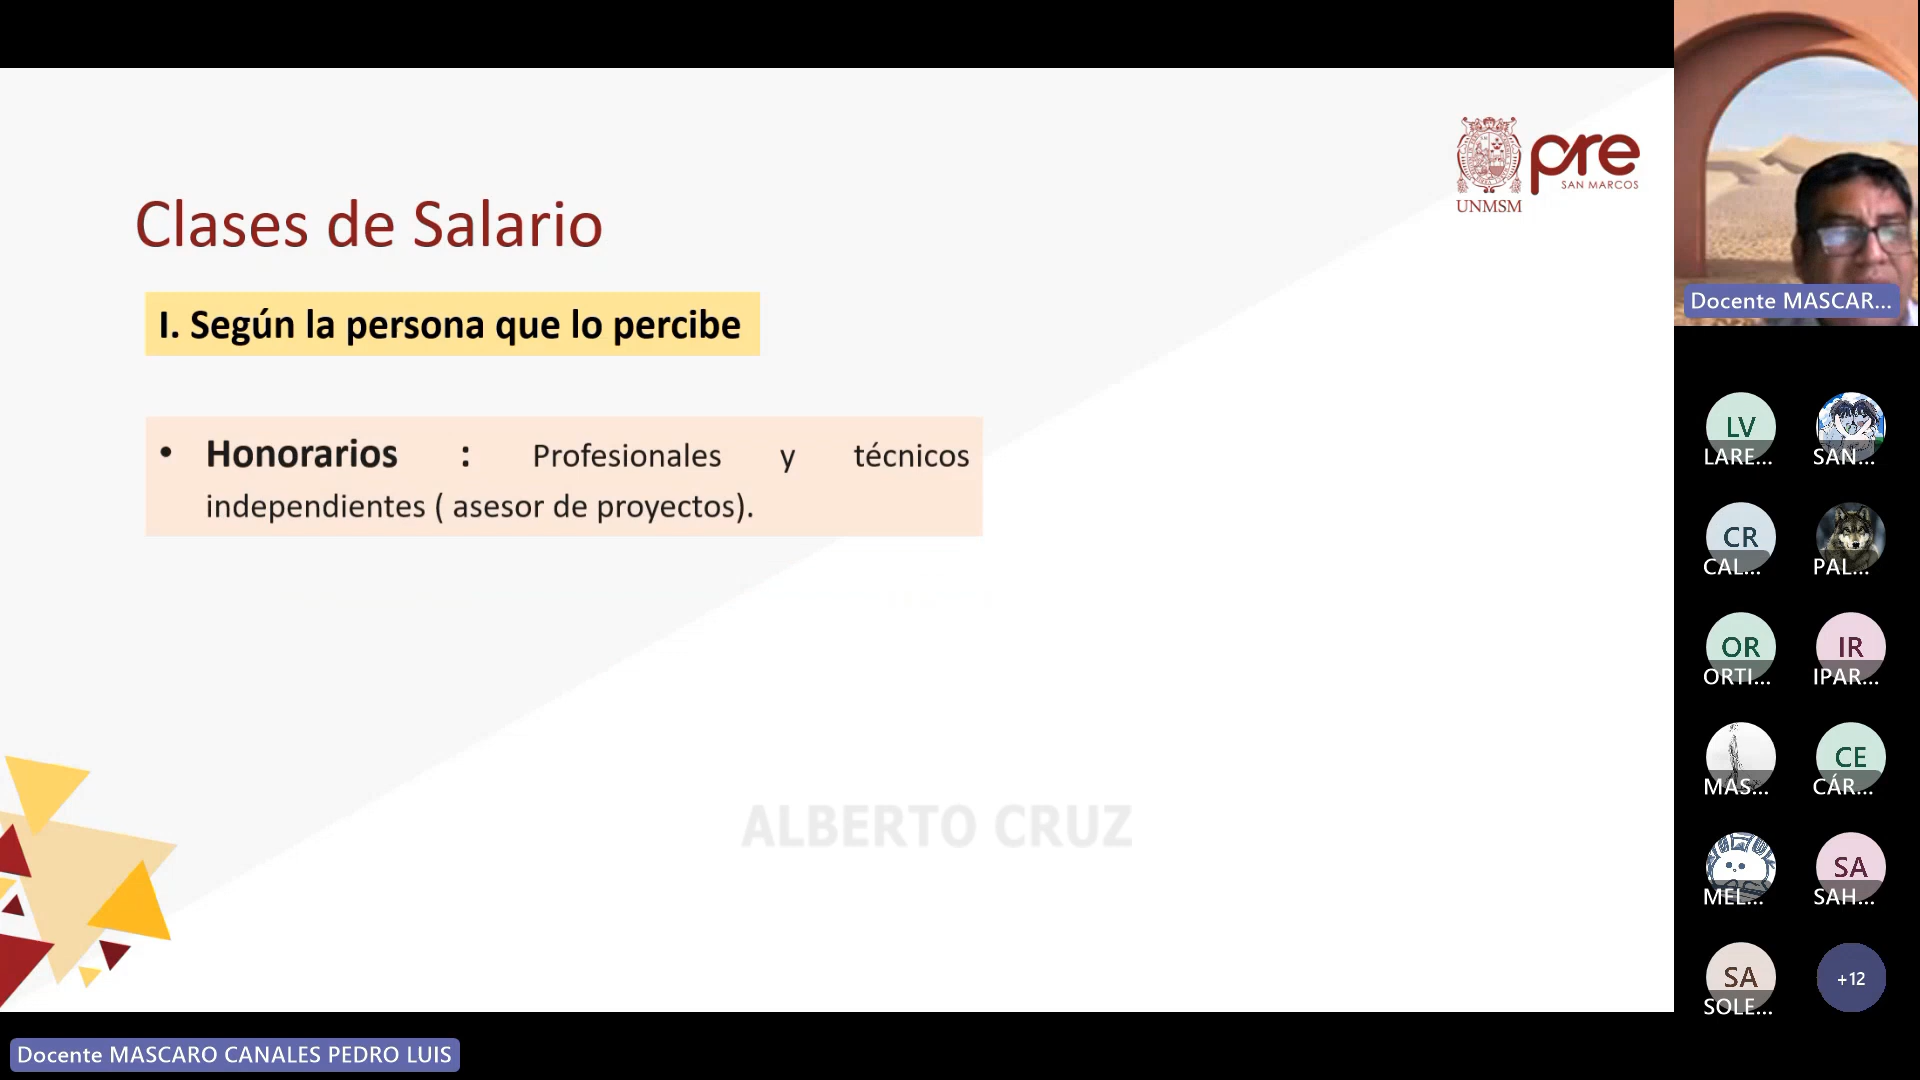 UNMSM
pre
SAN MARCOS
Clases de Salario
I. Según la persona que lo percibe
• Honorarios : Profesionales y técnicos
independientes ( asesor de proyectos).
ALBERTO CRUZ
Docente MASCARO CANALES PEDRO LUIS
Docente MASCAR...
LV
LARE...
SAN...
CR
CAL...
PAL...
OR
ORTI...
IR
IPAR...
MAS...
CE
CÁR...
MEL...
SA
SAH...
SA
SOLE...
+12